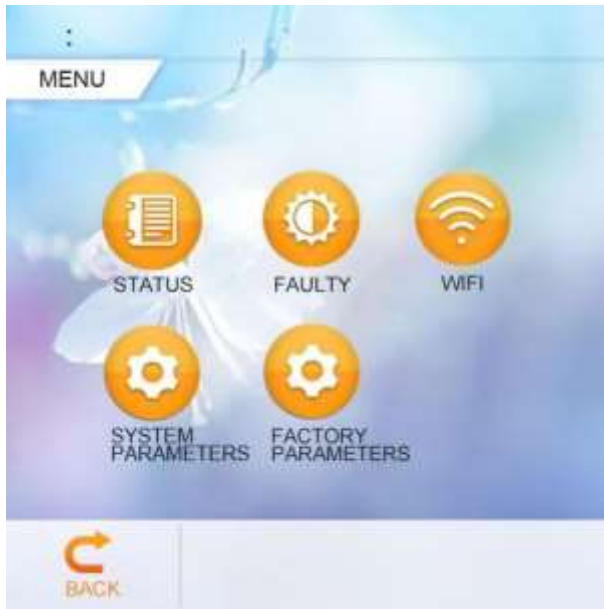 :
MENU
STATUS
FAULTY
WIFI
SYSTEM
PARAMETERS
FACTORY
PARAMETERS
BACK